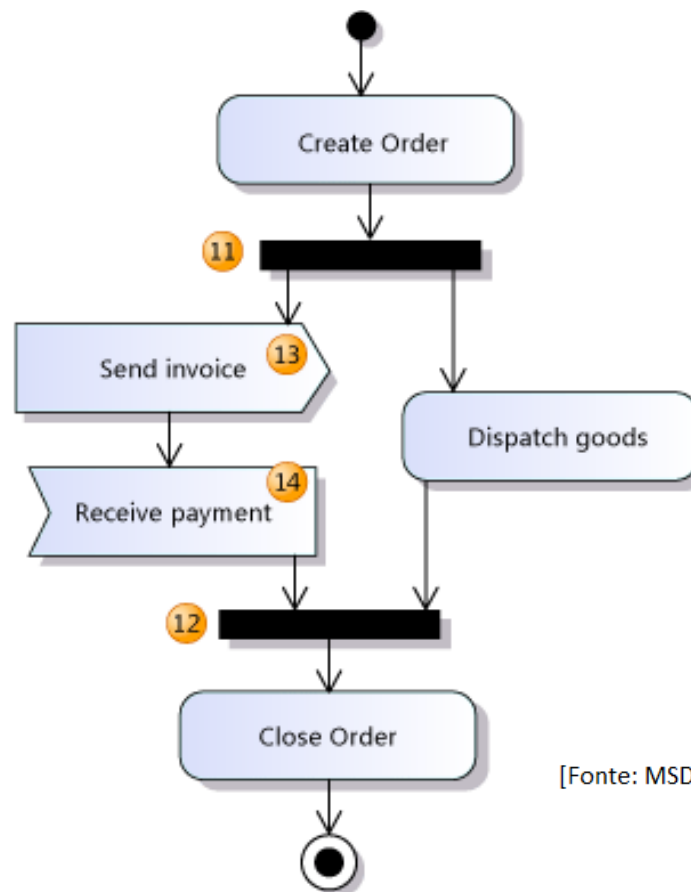 Create Order
11
13
Send invoice
Dispatch goods
14
Receive payment
12
Close Order
[Fonte: MSD